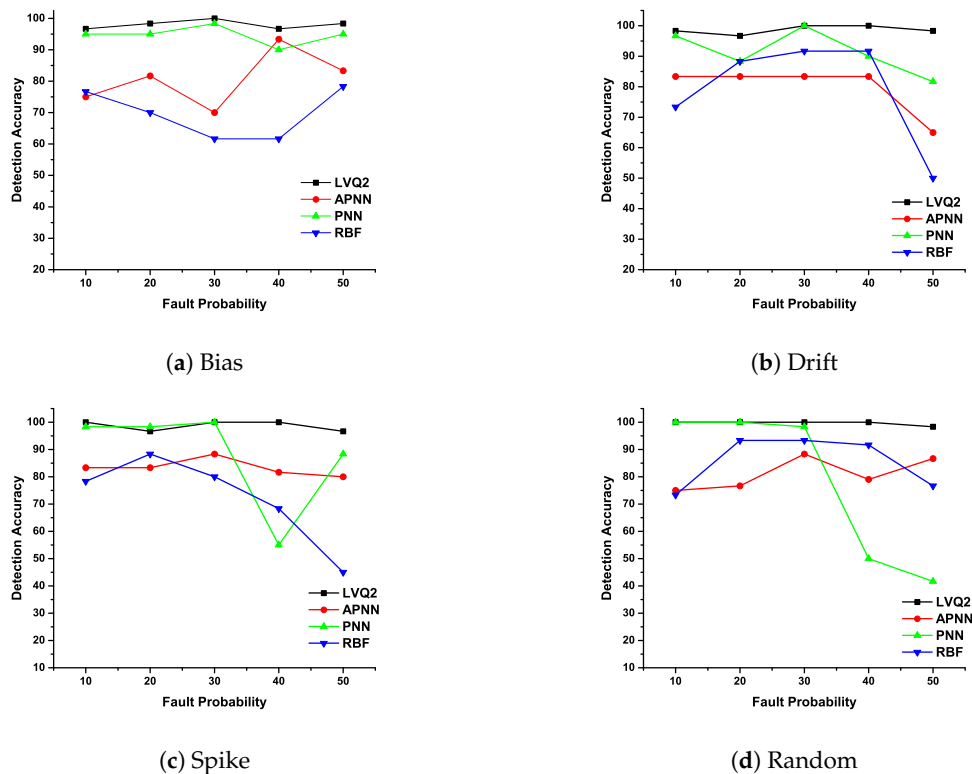 100
90
80
70
60
50
40
30
20
Detection Accuracy
10 20 30 40 50
Fault Probability
LVQ2
APNN
PNN
RBF
(a) Bias
100
90
80
70
60
50
40
30
20
Detection Accuracy
10 20 30 40 50
Fault Probability
LVQ2
APNN
PNN
RBF
(b) Drift
100
90
80
70
60
50
40
30
20
10
Detection Accuracy
10 20 30 40 50
Fault Probability
LVQ2
APNN
PNN
RBF
(c) Spike
100
90
80
70
60
50
40
30
20
10
Detection Accuracy
10 20 30 40 50
Fault Probability
LVQ2
APNN
PNN
RBF
(d) Random